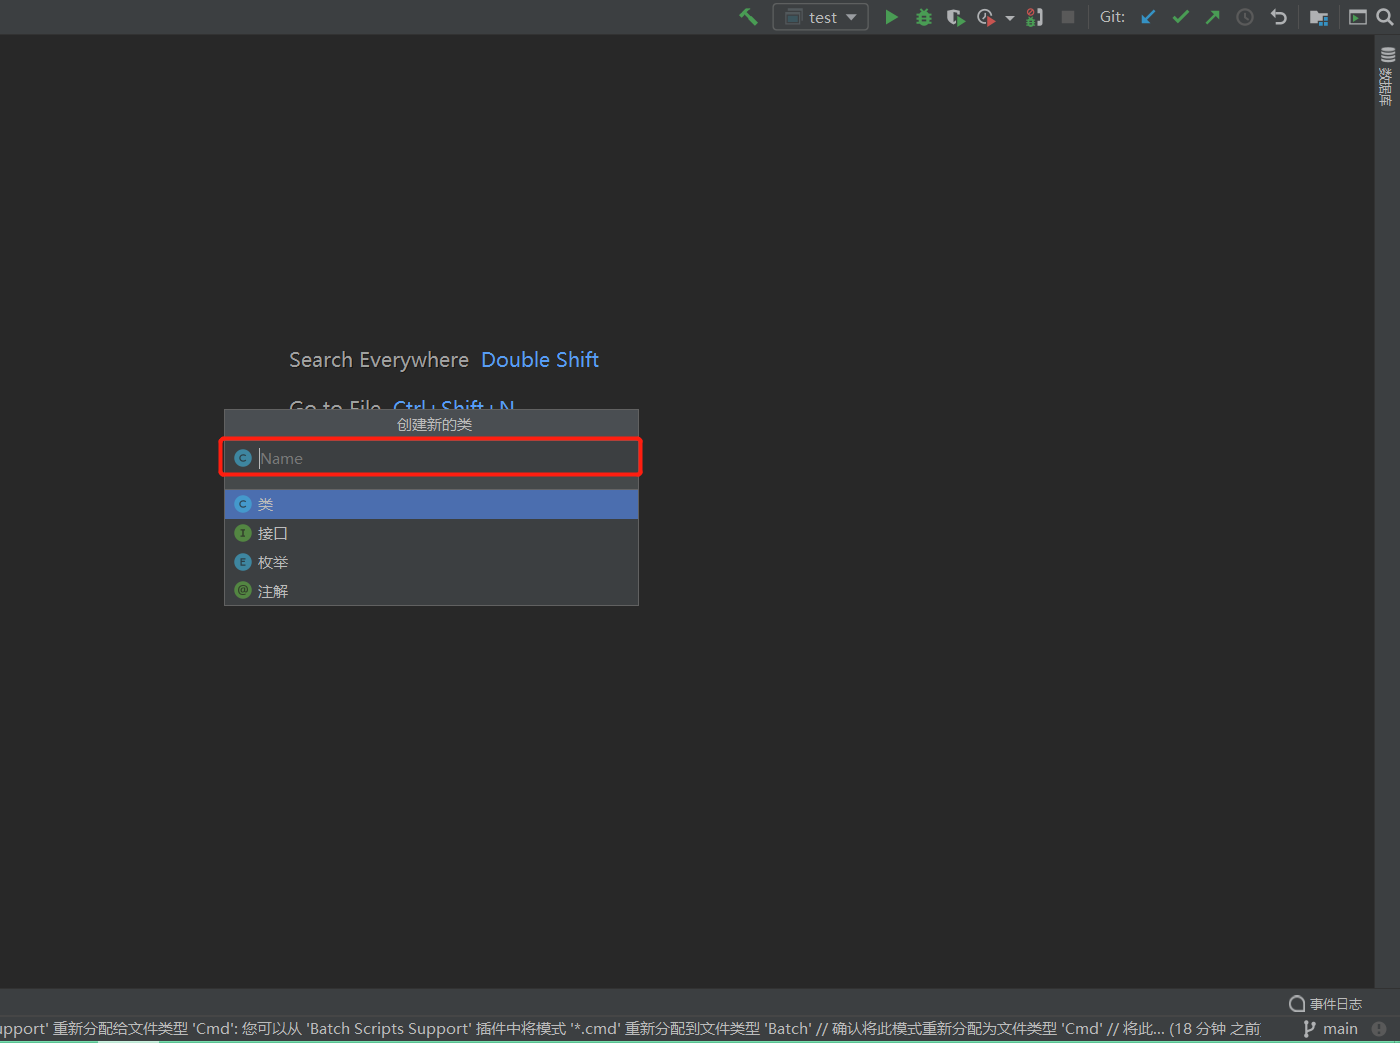 test
Git:
数据库
Search Everywhere Double Shift
Go to File Ctrl+Shift+N
创建新的类
C Name
C 类
I 接口
E 枚举
@ 注解
事件日志
upport' 重新分配给文件类型 'Cmd': 您可以从 'Batch Scripts Support' 插件中将模式 '*.cmd' 重新分配到文件类型 'Batch' // 确认将此模式重新分配为文件类型 'Cmd' // 将此... (18 分钟 之前
main